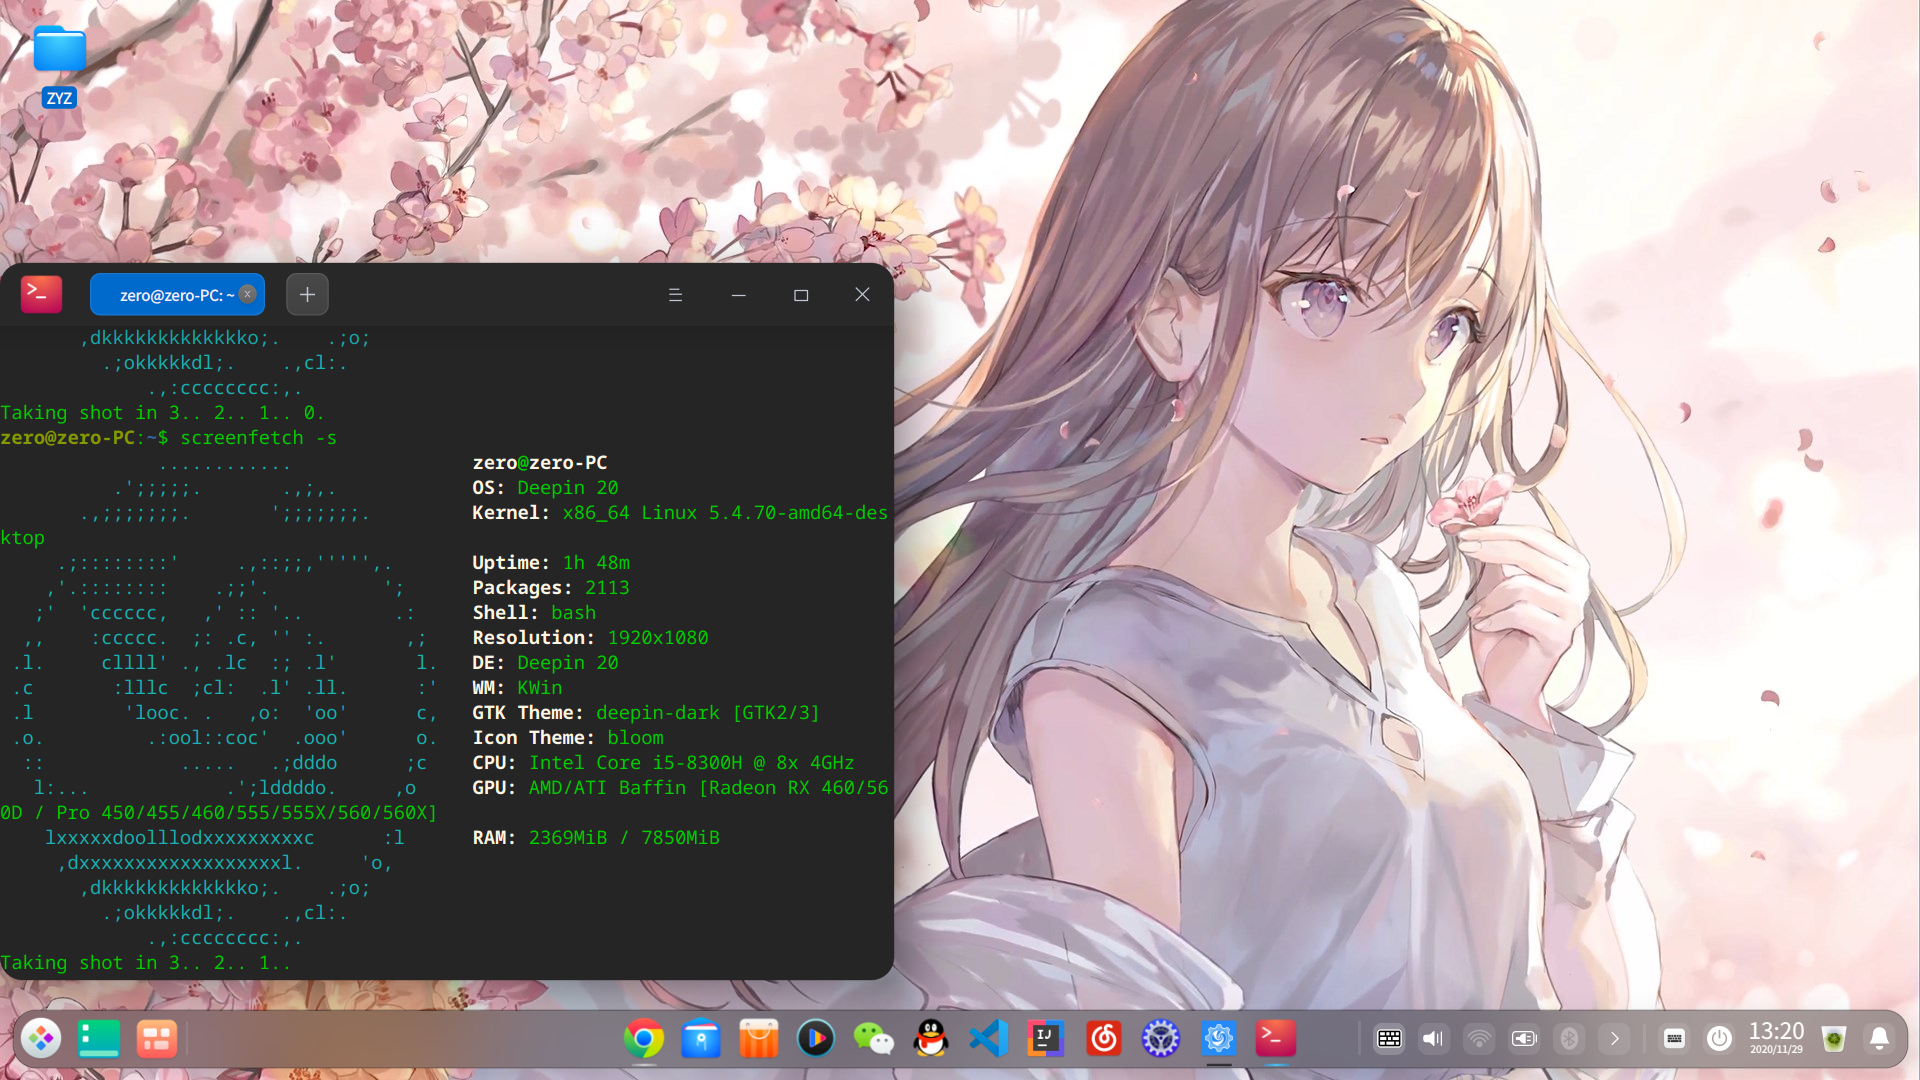 ZYZ
zero@zero-PC: ~
        ,dkkkkkkkkkkkkko;.    .;o;
         .;okkkkkdl;.    .,cl:.
             .,:cccccccc:,.
Taking shot in 3.. 2.. 1.. 0.
zero@zero-PC:~$ screenfetch -s
              ............                zero@zero-PC
          .';;;;;.       .,;,.            OS: Deepin 20
       .,;;;;;;;.       ';;;;;;;.         Kernel: x86_64 Linux 5.4.70-amd64-des
ktop
     .;::::::::'     .,::;;,''''',.       Uptime: 1h 48m
    ,'.::::::::    .;;'.          ';      Packages: 2113
   ;'  'cccccc,   ,' :: '..        .:     Shell: bash
  ,,    :ccccc.  ;: .c, '' :.       ,;    Resolution: 1920x1080
 .l.     cllll' ., .lc  :; .l'       l.   DE: Deepin 20
 .c       :lllc  ;cl:  .l' .ll.      :'   WM: KWin
 .l        'looc. .   ,o:  'oo'      c,   GTK Theme: deepin-dark [GTK2/3]
 .o.         .:ool::coc'  .ooo'      o.   Icon Theme: bloom
  ::            .....   .;dddo      ;c    CPU: Intel Core i5-8300H @ 8x 4GHz
   l:...            .';lddddo.     ,o     GPU: AMD/ATI Baffin [Radeon RX 460/56
0D / Pro 450/455/460/555/555X/560/560X]
    lxxxxxdoolllodxxxxxxxxxc      :l      RAM: 2369MiB / 7850MiB
     ,dxxxxxxxxxxxxxxxxxxl.     'o,
       ,dkkkkkkkkkkkkko;.    .;o;
         .;okkkkkdl;.    .,cl:.
             .,:cccccccc:,.
Taking shot in 3.. 2.. 1..
IJ
13:20
2020/11/29